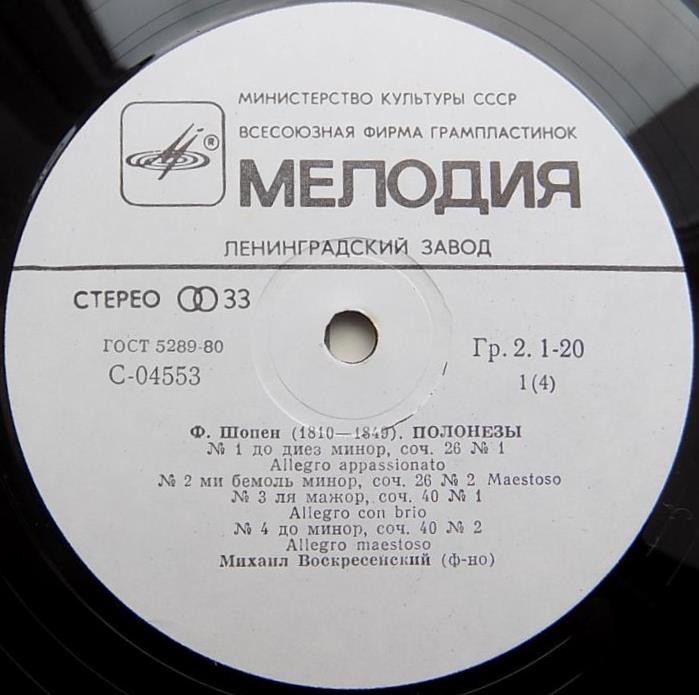 МИНИСТЕРСТВО КУЛЬТУРЫ СССР
ВСЕСОЮЗНАЯ ФИРМА ГРАМПЛАСТИНОК
®
МЕЛОДИЯ
ЛЕНИНГРАДСКИЙ ЗАВОД
СТЕРЕО 33
ГОСТ 5289-80
Гр. 2. 1-20
С-04553
1 (4)
Ф. Шопен (1810—1849). ПОЛОНЕЗЫ
№ 1 до диез минор, соч. 26 № 1
Allegro appassionato
№ 2 ми бемоль минор, соч. 26 № 2 Maestoso
№ 3 ля мажор, соч. 40 № 1
Allegro con brio
№ 4 до минор, соч. 40 № 2
Allegro maestoso
Михаил Воскресенский (ф-но)